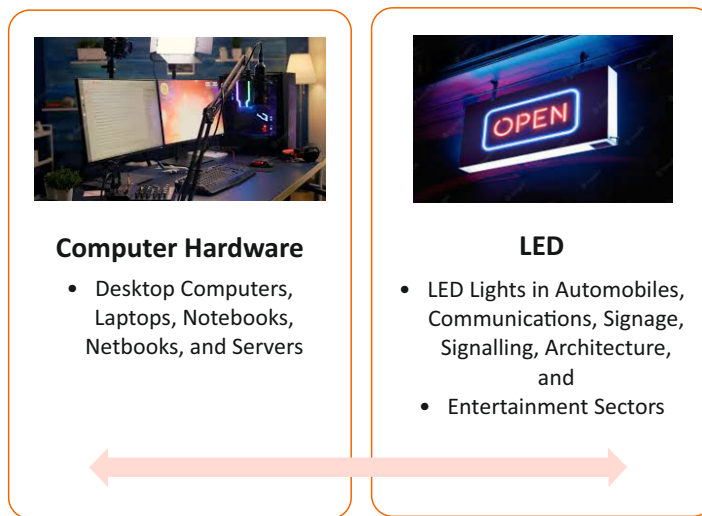 Computer Hardware
• Desktop Computers,
Laptops, Notebooks,
Netbooks, and Servers
OPEN
LED
• LED Lights in Automobiles,
Communications, Signage,
Signalling, Architecture,
and
• Entertainment Sectors